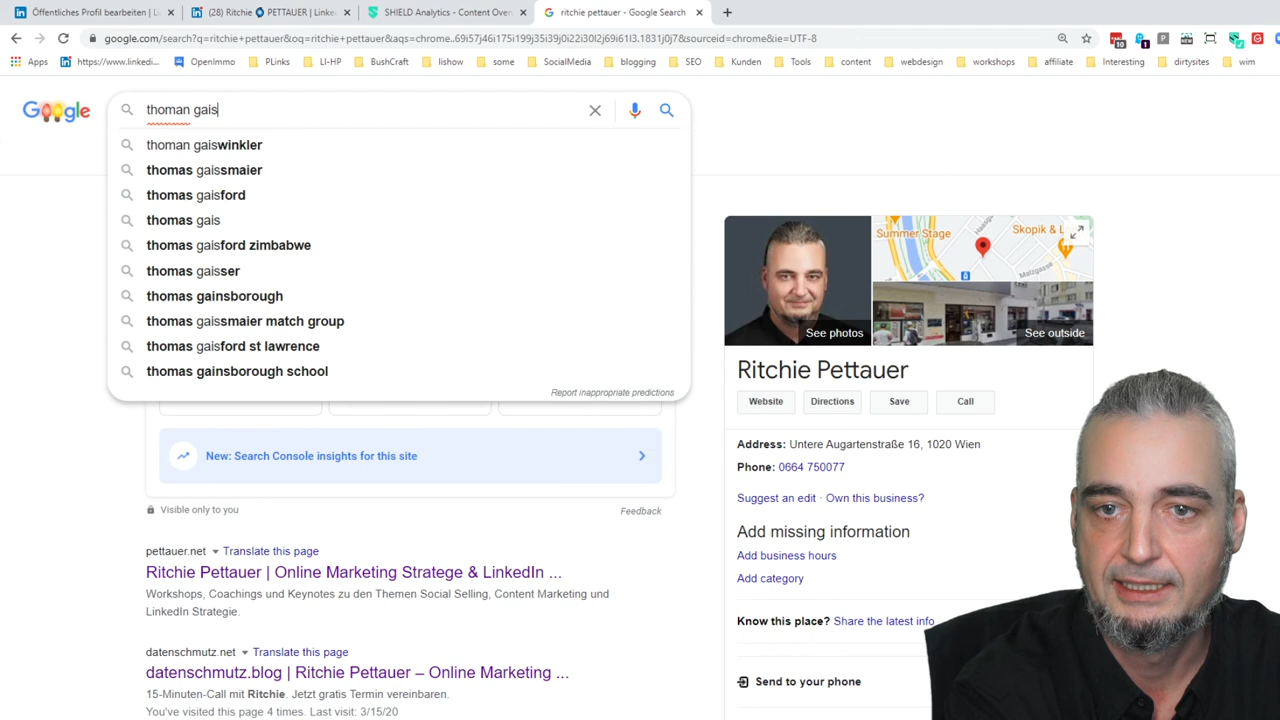 Öffentliches Profil bearbeiten | Li
(28) Ritchie PETTAUER | Linke
SHIELD Analytics - Content Over
ritchie pettauer - Google Search
google.com/search?q=ritchie+pettauer&oq=ritchie+pettauer&aqs=chrome..69i57j46i175i199j35i39j0i22i30l2j69i61l3.1831j0j7&sourceid=chrome&ie=UTF-8
Apps
https://www.linkedi...
OpenImmo
PLinks
LI-HP
BushCraft
lishow
some
SocialMedia
blogging
SEO
Kunden
Tools
content
webdesign
workshops
affiliate
Interesting
dirtysites
wim
Google
thoman gais
thoman gaiswinkler
thomas gaissmaier
thomas gaisford
thomas gais
thomas gaisford zimbabwe
thomas gaisser
thomas gainsborough
thomas gaissmaier match group
thomas gaisford st lawrence
thomas gainsborough school
Report inappropriate predictions
New: Search Console insights for this site
Visible only to you
Feedback
pettauer.net
Translate this page
Ritchie Pettauer | Online Marketing Stratege & LinkedIn ...
Workshops, Coachings und Keynotes zu den Themen Social Selling, Content Marketing und
LinkedIn Strategie.
datenschmutz.net
Translate this page
datenschmutz.blog | Ritchie Pettauer – Online Marketing ...
15-Minuten-Call mit Ritchie. Jetzt gratis Termin vereinbaren.
You've visited this page 4 times. Last visit: 3/15/20
Summer Stage
Skopik & L
Malzgasse
See photos
See outside
Ritchie Pettauer
Website
Directions
Save
Call
Address: Untere Augartenstraße 16, 1020 Wien
Phone: 0664 750077
Suggest an edit · Own this business?
Add missing information
Add business hours
Add category
Know this place? Share the latest info
Send to your phone